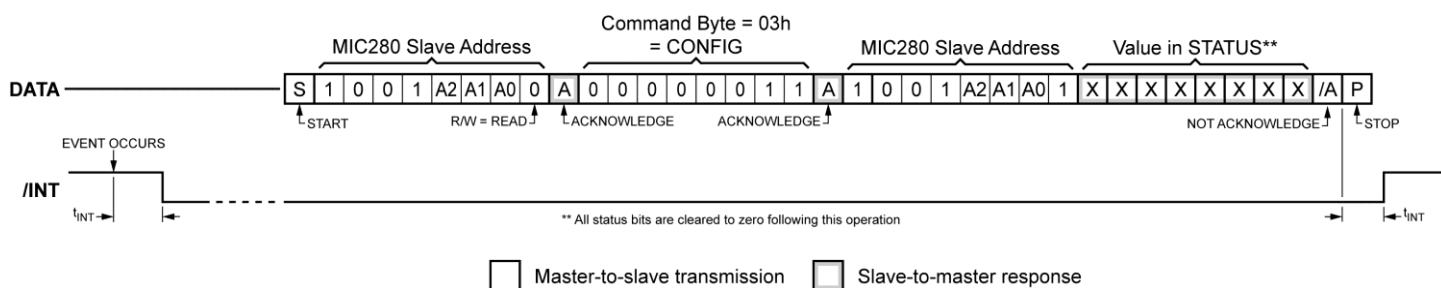 Command Byte = 03h
MIC280 Slave Address = CONFIG MIC280 Slave Address Value in STATUS**
DATA S 1 0 0 1 A2 A1 A0 0 A 0 0 0 0 0 0 1 1 A 1 0 0 1 A2 A1 A0 1 X X X X X X X X /A P
START R/W = READ ACKNOWLEDGE ACKNOWLEDGE NOT ACKNOWLEDGE STOP
EVENT OCCURS
/INT
tINT ** All status bits are cleared to zero following this operation tINT
Master-to-slave transmission Slave-to-master response